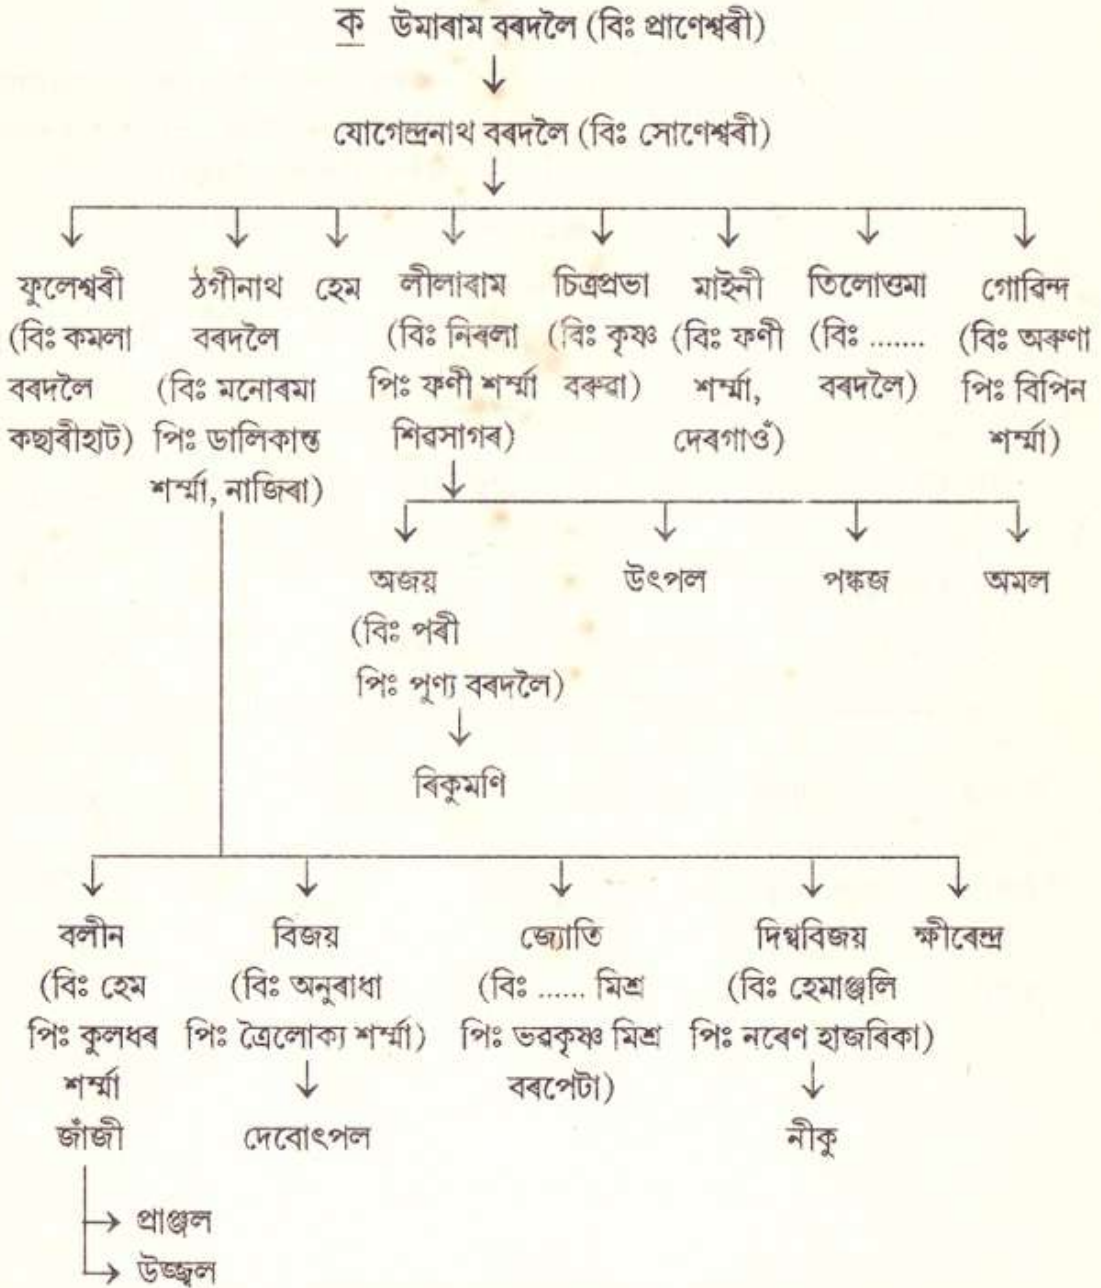 ক উমাৰাম বৰদলৈ (বিঃ প্ৰাণেশ্বৰী)
যোগেন্দ্ৰনাথ বৰদলৈ (বিঃ সোণেশ্বৰী)
ফুলেশ্বৰী ঠগীনাথ হেম লীলাৰাম চিত্ৰপ্ৰভা মাইনী তিলোত্তমা গোৱিন্দ
(বিঃ কমলা বৰদলৈ (বিঃ নিৰলা (বিঃ কৃষ্ণ (বিঃ ফণী (বিঃ ....... (বিঃ অৰুণা
বৰদলৈ (বিঃ মনোৰমা পিঃ ফণী শৰ্ম্মা বৰুৱা) শৰ্ম্মা, বৰদলৈ) পিঃ বিপিন
কছাৰীহাট) পিঃ ডালিকান্ত শিৱসাগৰ) দেৰগাওঁ) শৰ্ম্মা)
শৰ্ম্মা, নাজিৰা)
অজয় উৎপল পঙ্কজ অমল
(বিঃ পৰী
পিঃ পূণ্য বৰদলৈ)
ৰিকুমণি
বলীন বিজয় জ্যোতি দিগ্বিবিজয় ক্ষীৰেন্দ্ৰ
(বিঃ হেম (বিঃ অনুৰাধা (বিঃ ...... মিশ্ৰ (বিঃ হেমাঞ্জলি
পিঃ কুলধৰ পিঃ ত্ৰৈলোক্য শৰ্ম্মা) পিঃ ভৱকৃষ্ণ মিশ্ৰ পিঃ নৰেণ হাজৰিকা)
শৰ্ম্মা বৰপেটা)
জাঁজী দেবোৎপল নীকু
প্ৰাঞ্জল
উজ্জ্বল